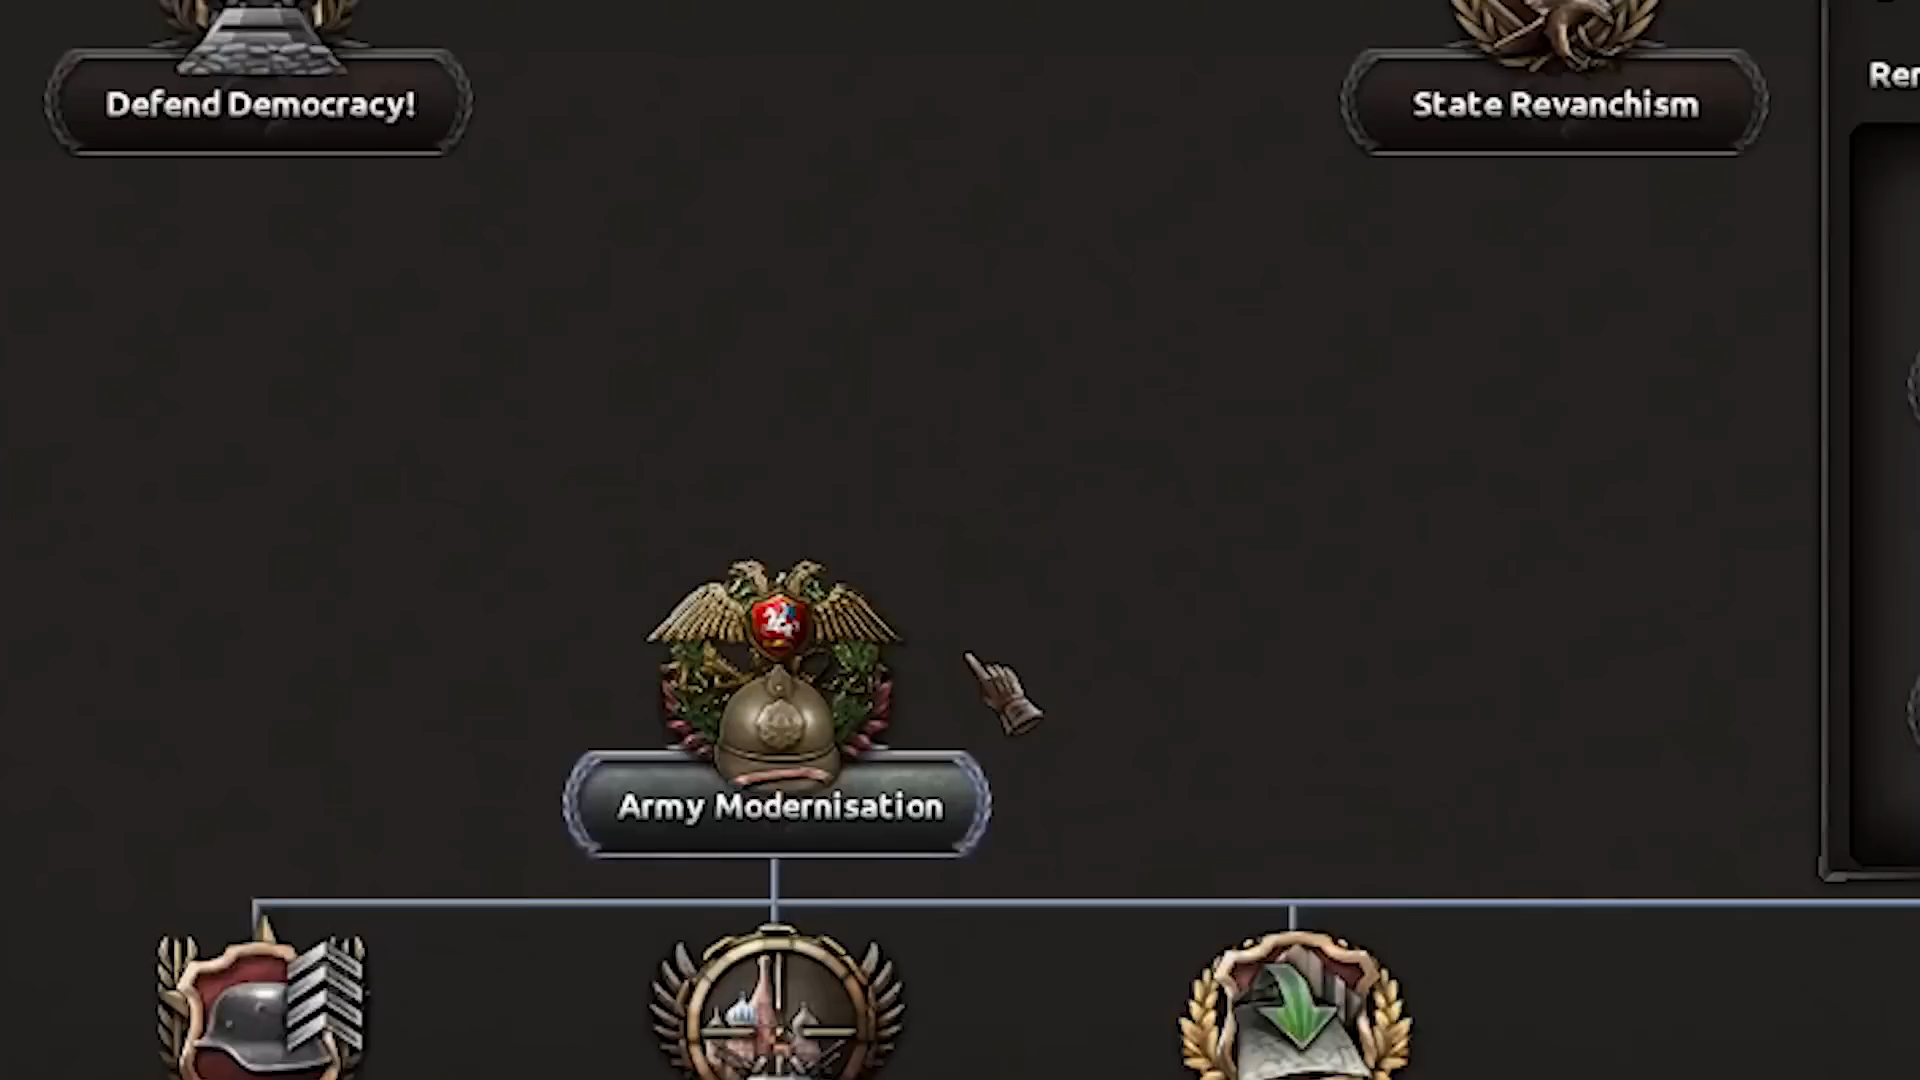 Defend Democracy!
State Revanchism
Army Modernisation